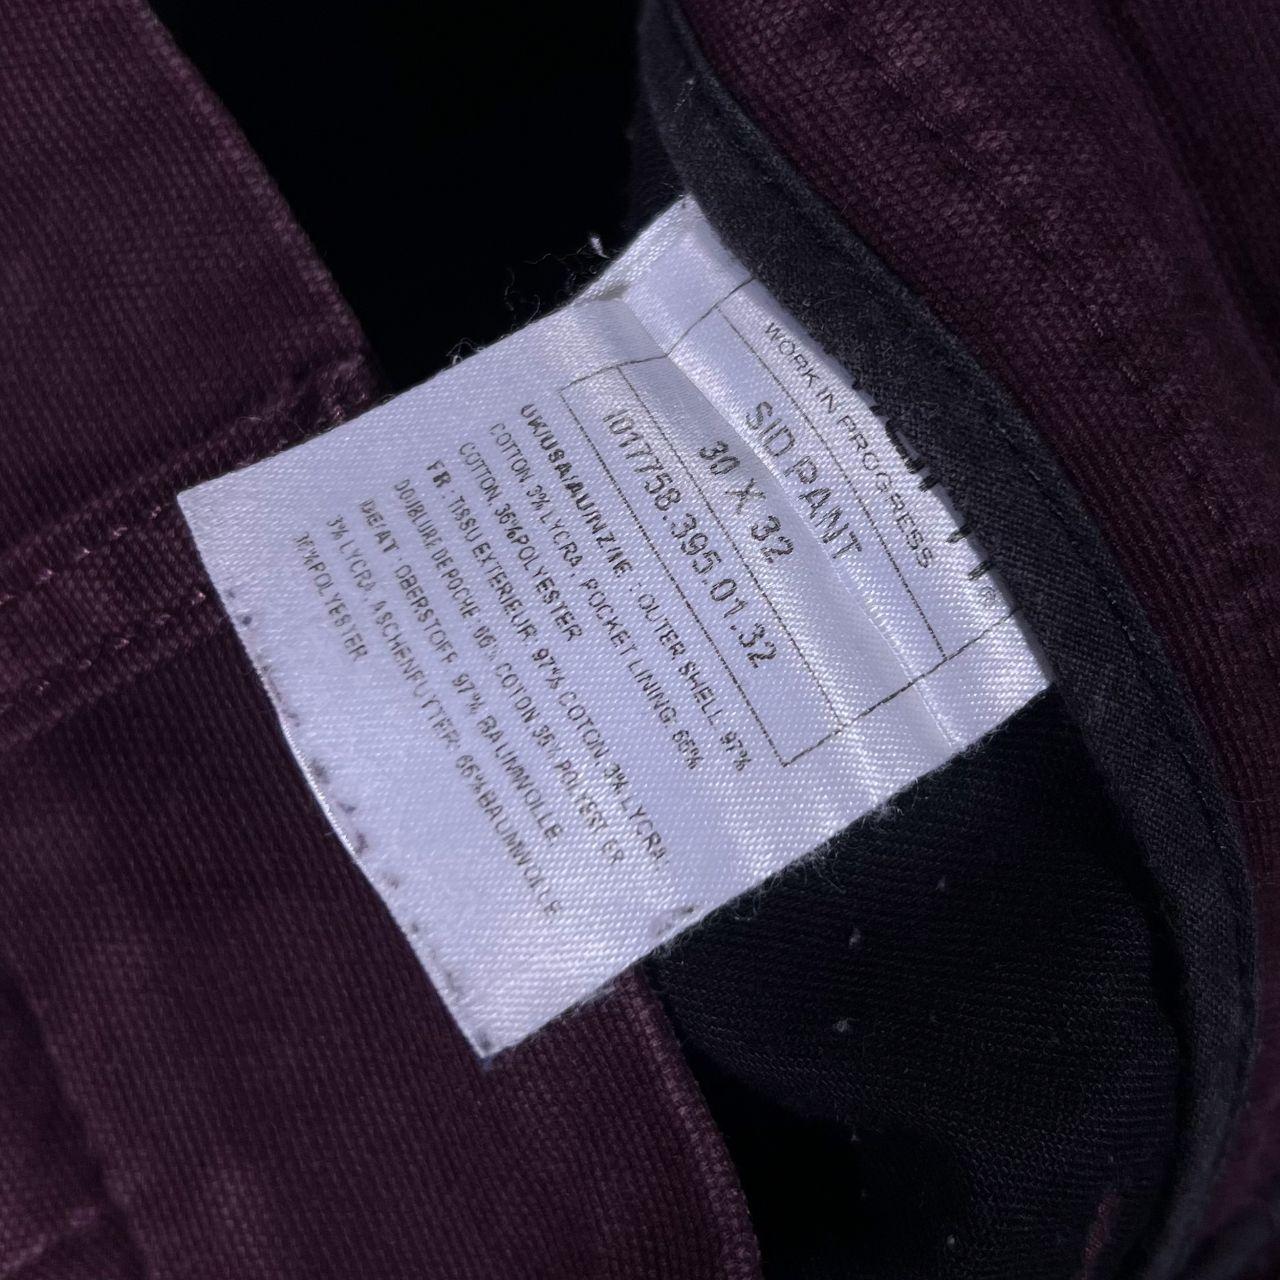 WORK IN PROGRESS
SID PANT
30 X 32
I017758.395.01.32
UK/USA/AU/NZ/IE : OUTER SHELL: 97%
COTTON 3% LYCRA , POCKET LINING: 65%
COTTON 35%POLYESTER
FR . TISSU EXTERIEUR: 97% COTON, 3% LYCRA
DOUBLURE DE POCHE 65% COTON 35% POLYESTER
DE/AT OBERSTOFF: 97% BAUMWOLLE
3% LYCRA, ASCHENFUTTER: 65%BAUMWOLLE
35%POLYESTER